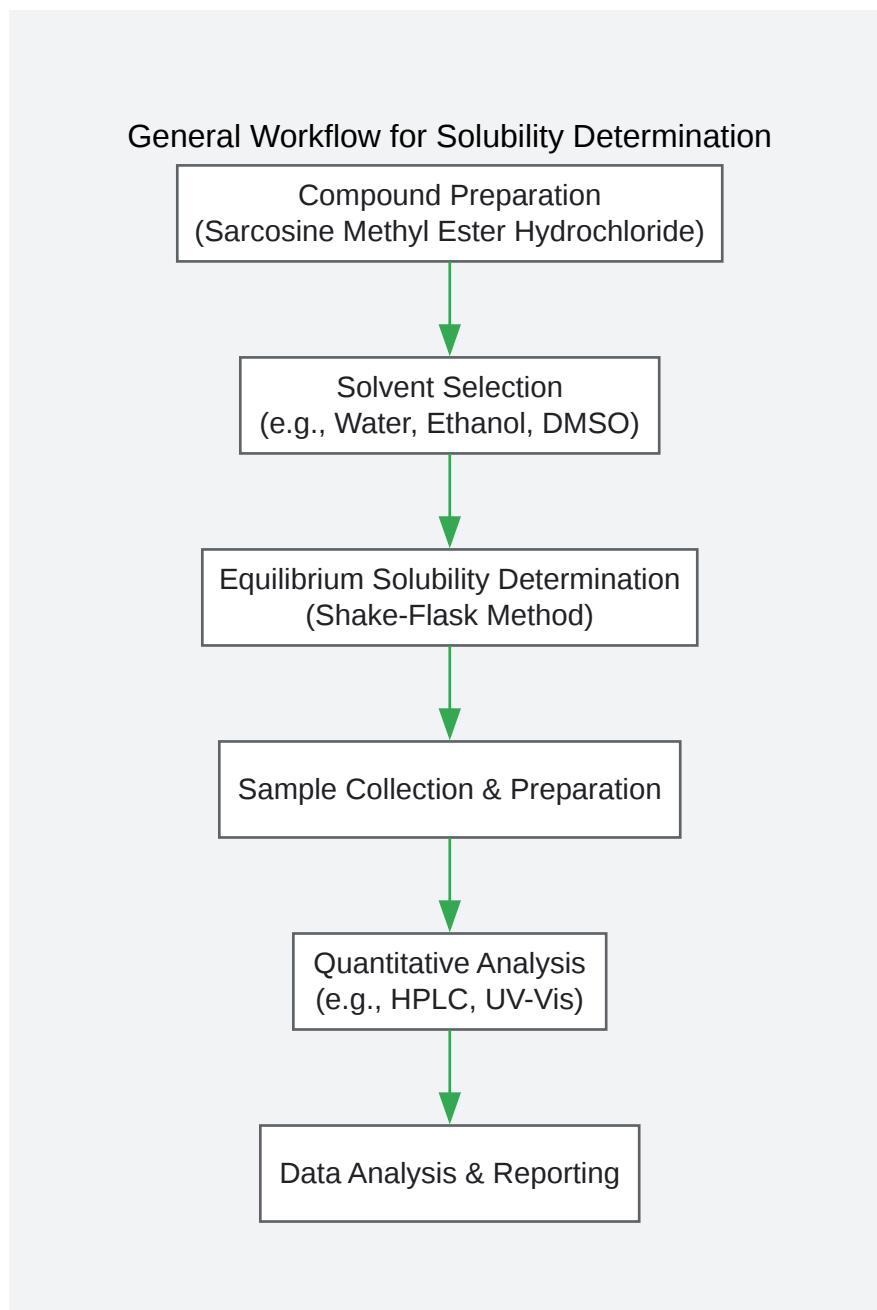 General Workflow for Solubility Determination
Compound Preparation
(Sarcosine Methyl Ester Hydrochloride)
Solvent Selection
(e.g., Water, Ethanol, DMSO)
Equilibrium Solubility Determination
(Shake-Flask Method)
Sample Collection & Preparation
Quantitative Analysis
(e.g., HPLC, UV-Vis)
Data Analysis & Reporting